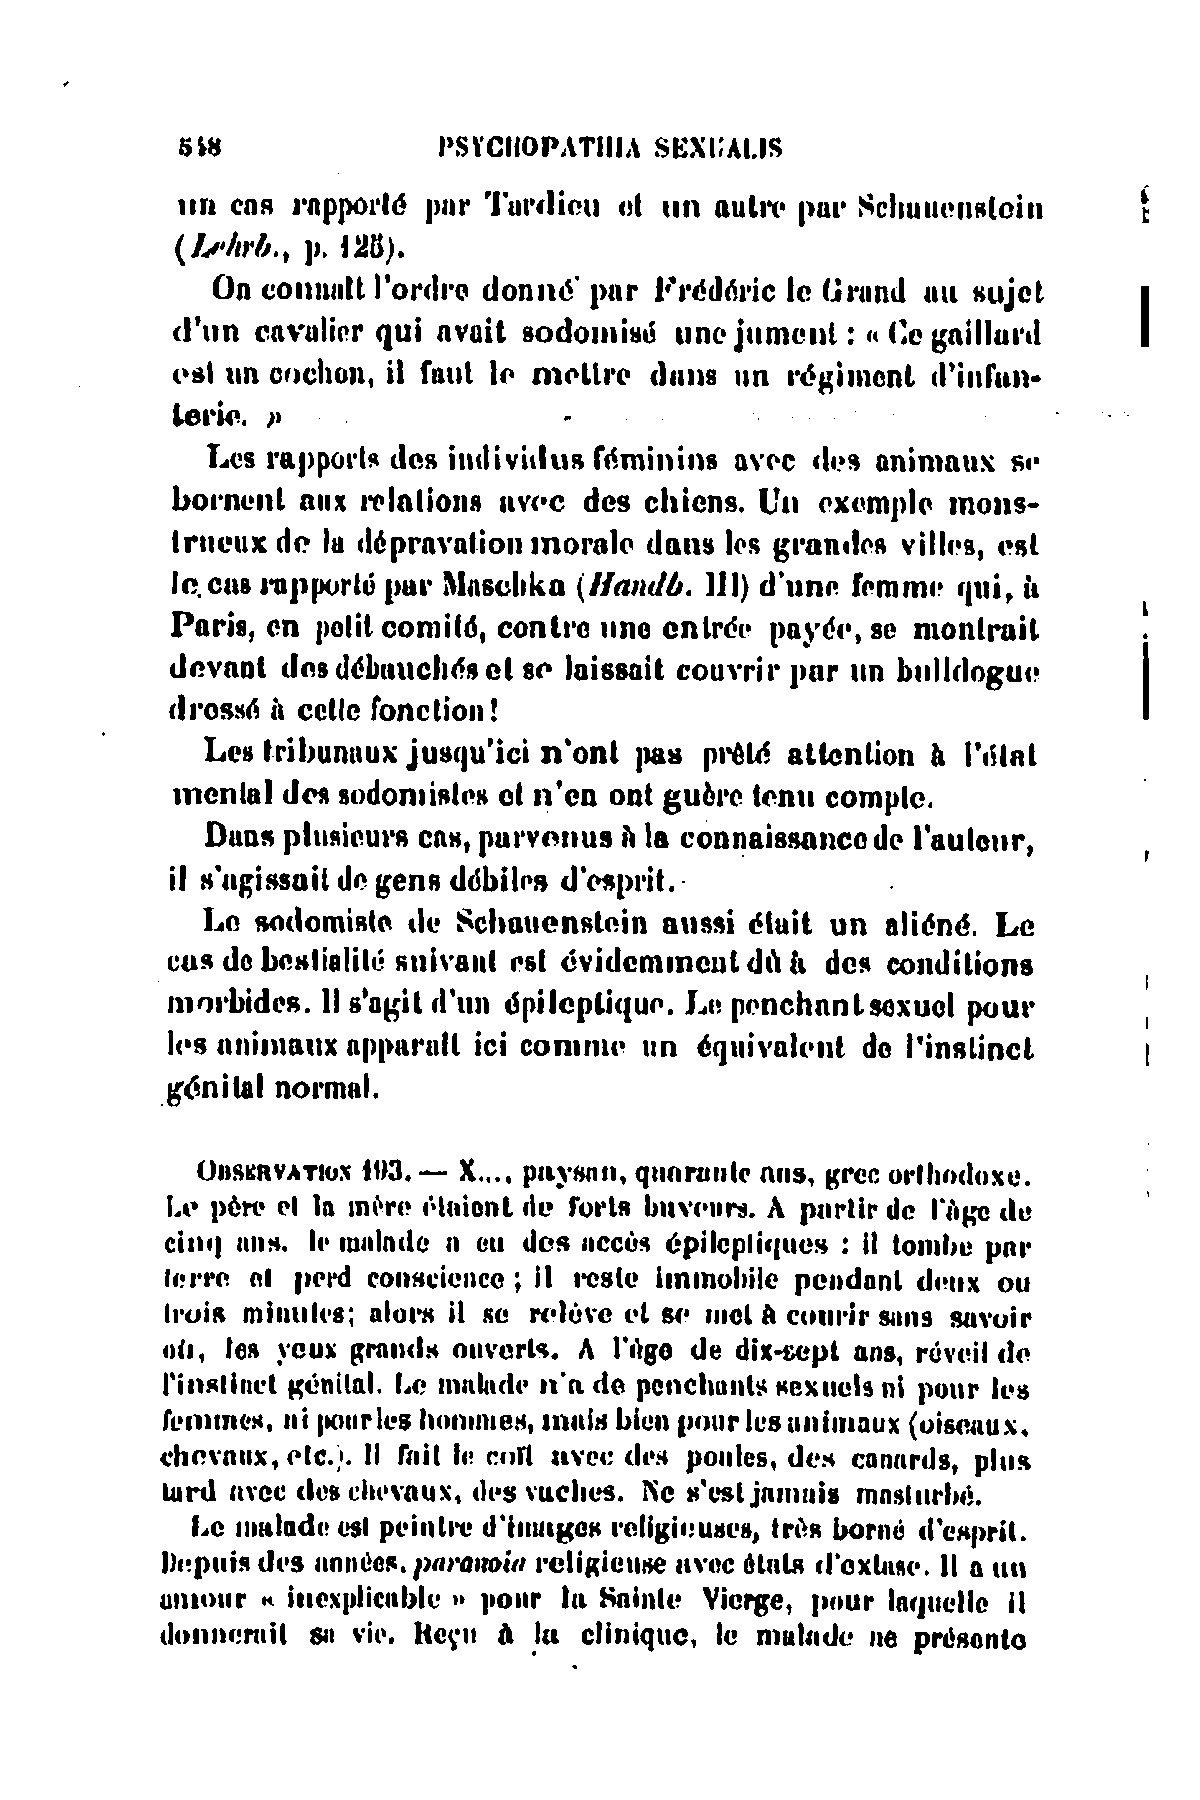 548 PSYCHOPATHIA SEXUALIS
un cas rapporté par Tardieu et un autre par Schauenstein
(Lehrb., p. 125).
On connaît l'ordre donné par Frédéric le Grand au sujet
d'un cavalier qui avait sodomisé une jument : « Ce gaillard
est un cochon, il faut le mettre dans un régiment d'infan-
terie. »
Les rapports des individus féminins avec des animaux se
bornent aux relations avec des chiens. Un exemple mons-
trueux de la dépravation morale dans les grandes villes, est
le cas rapporté par Maschka (Handb. III) d'une femme qui, à
Paris, en petit comité, contre une entrée payée, se montrait
devant des débauchés et se laissait couvrir par un bulldogue
dressé à cette fonction!
Les tribunaux jusqu'ici n'ont pas prêté attention à l'état
mental des sodomistes et n'en ont guère tenu compte.
Dans plusieurs cas, parvenus à la connaissance de l'auteur,
il s'agissait de gens débiles d'esprit.
Le sodomiste de Schauenstein aussi était un aliéné. Le
cas de bestialité suivant est évidemment dû à des conditions
morbides. Il s'agit d'un épileptique. Le penchant sexuel pour
les animaux apparaît ici comme un équivalent de l'instinct
génital normal.
OBSERVATION 193. — X..., paysan, quarante ans, grec orthodoxe.
Le père et la mère étaient de forts buveurs. A partir de l'âge de
cinq ans. le malade a eu des accès épileptiques : il tombe par
terre et perd conscience ; il reste immobile pendant deux ou
trois minutes; alors il se relève et se met à courir sans savoir
où, les yeux grands ouverts. A l'âge de dix-sept ans, réveil de
l'instinct génital. Le malade n'a de penchants sexuels ni pour les
femmes, ni pour les hommes, mais bien pour les animaux (oiseaux,
chevaux, etc.). Il fait le coït avec des poules, des canards, plus
tard avec des chevaux, des vaches. Ne s'est jamais masturbé.
Le malade est peintre d'images religieuses, très borné d'esprit.
Depuis des années, paranoia religieuse avec états d'extase. Il a un
amour « inexplicable » pour la Sainte Vierge, pour laquelle il
donnerait sa vie. Reçu à la clinique, le malade ne présente